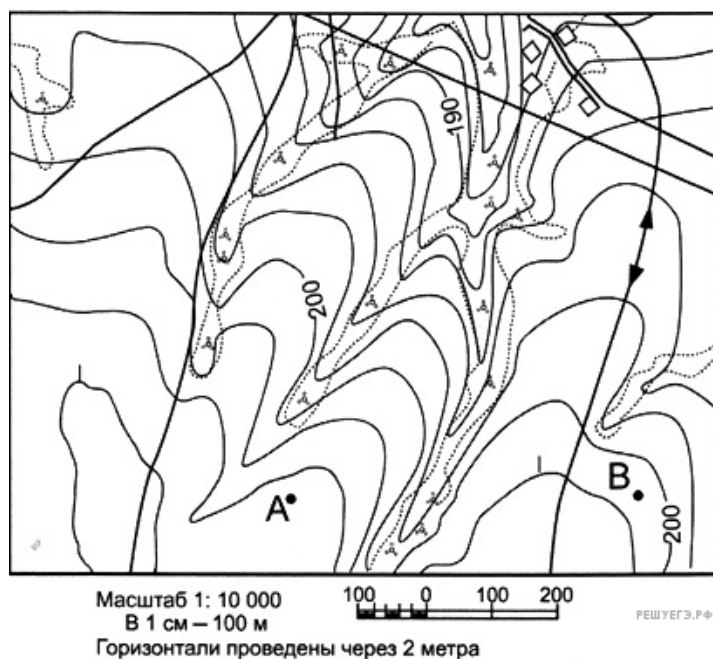 190
200
A
B
200
Масштаб 1: 10 000
В 1 см – 100 м
100 0 100 200
Горизонтали проведены через 2 метра
РЕШУЕГЭ.РФ